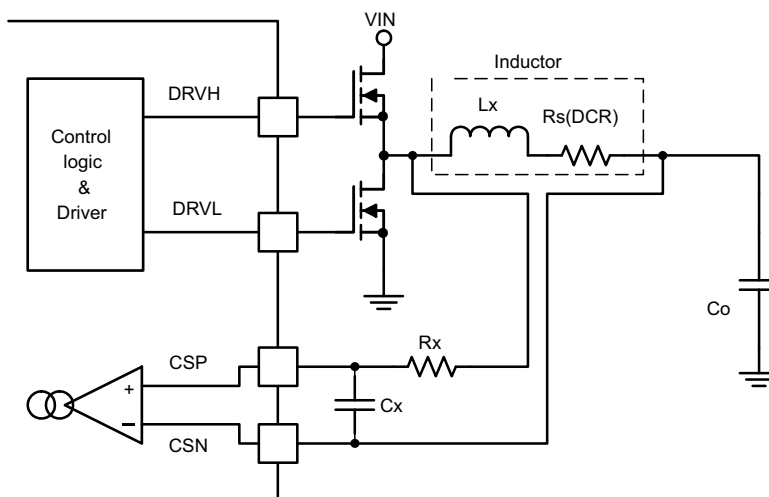 VIN
Inductor
DRVH
Lx
Rs(DCR)
Control
logic
&
Driver
DRVL
Co
Rx
CSP
+
Cx
−
CSN